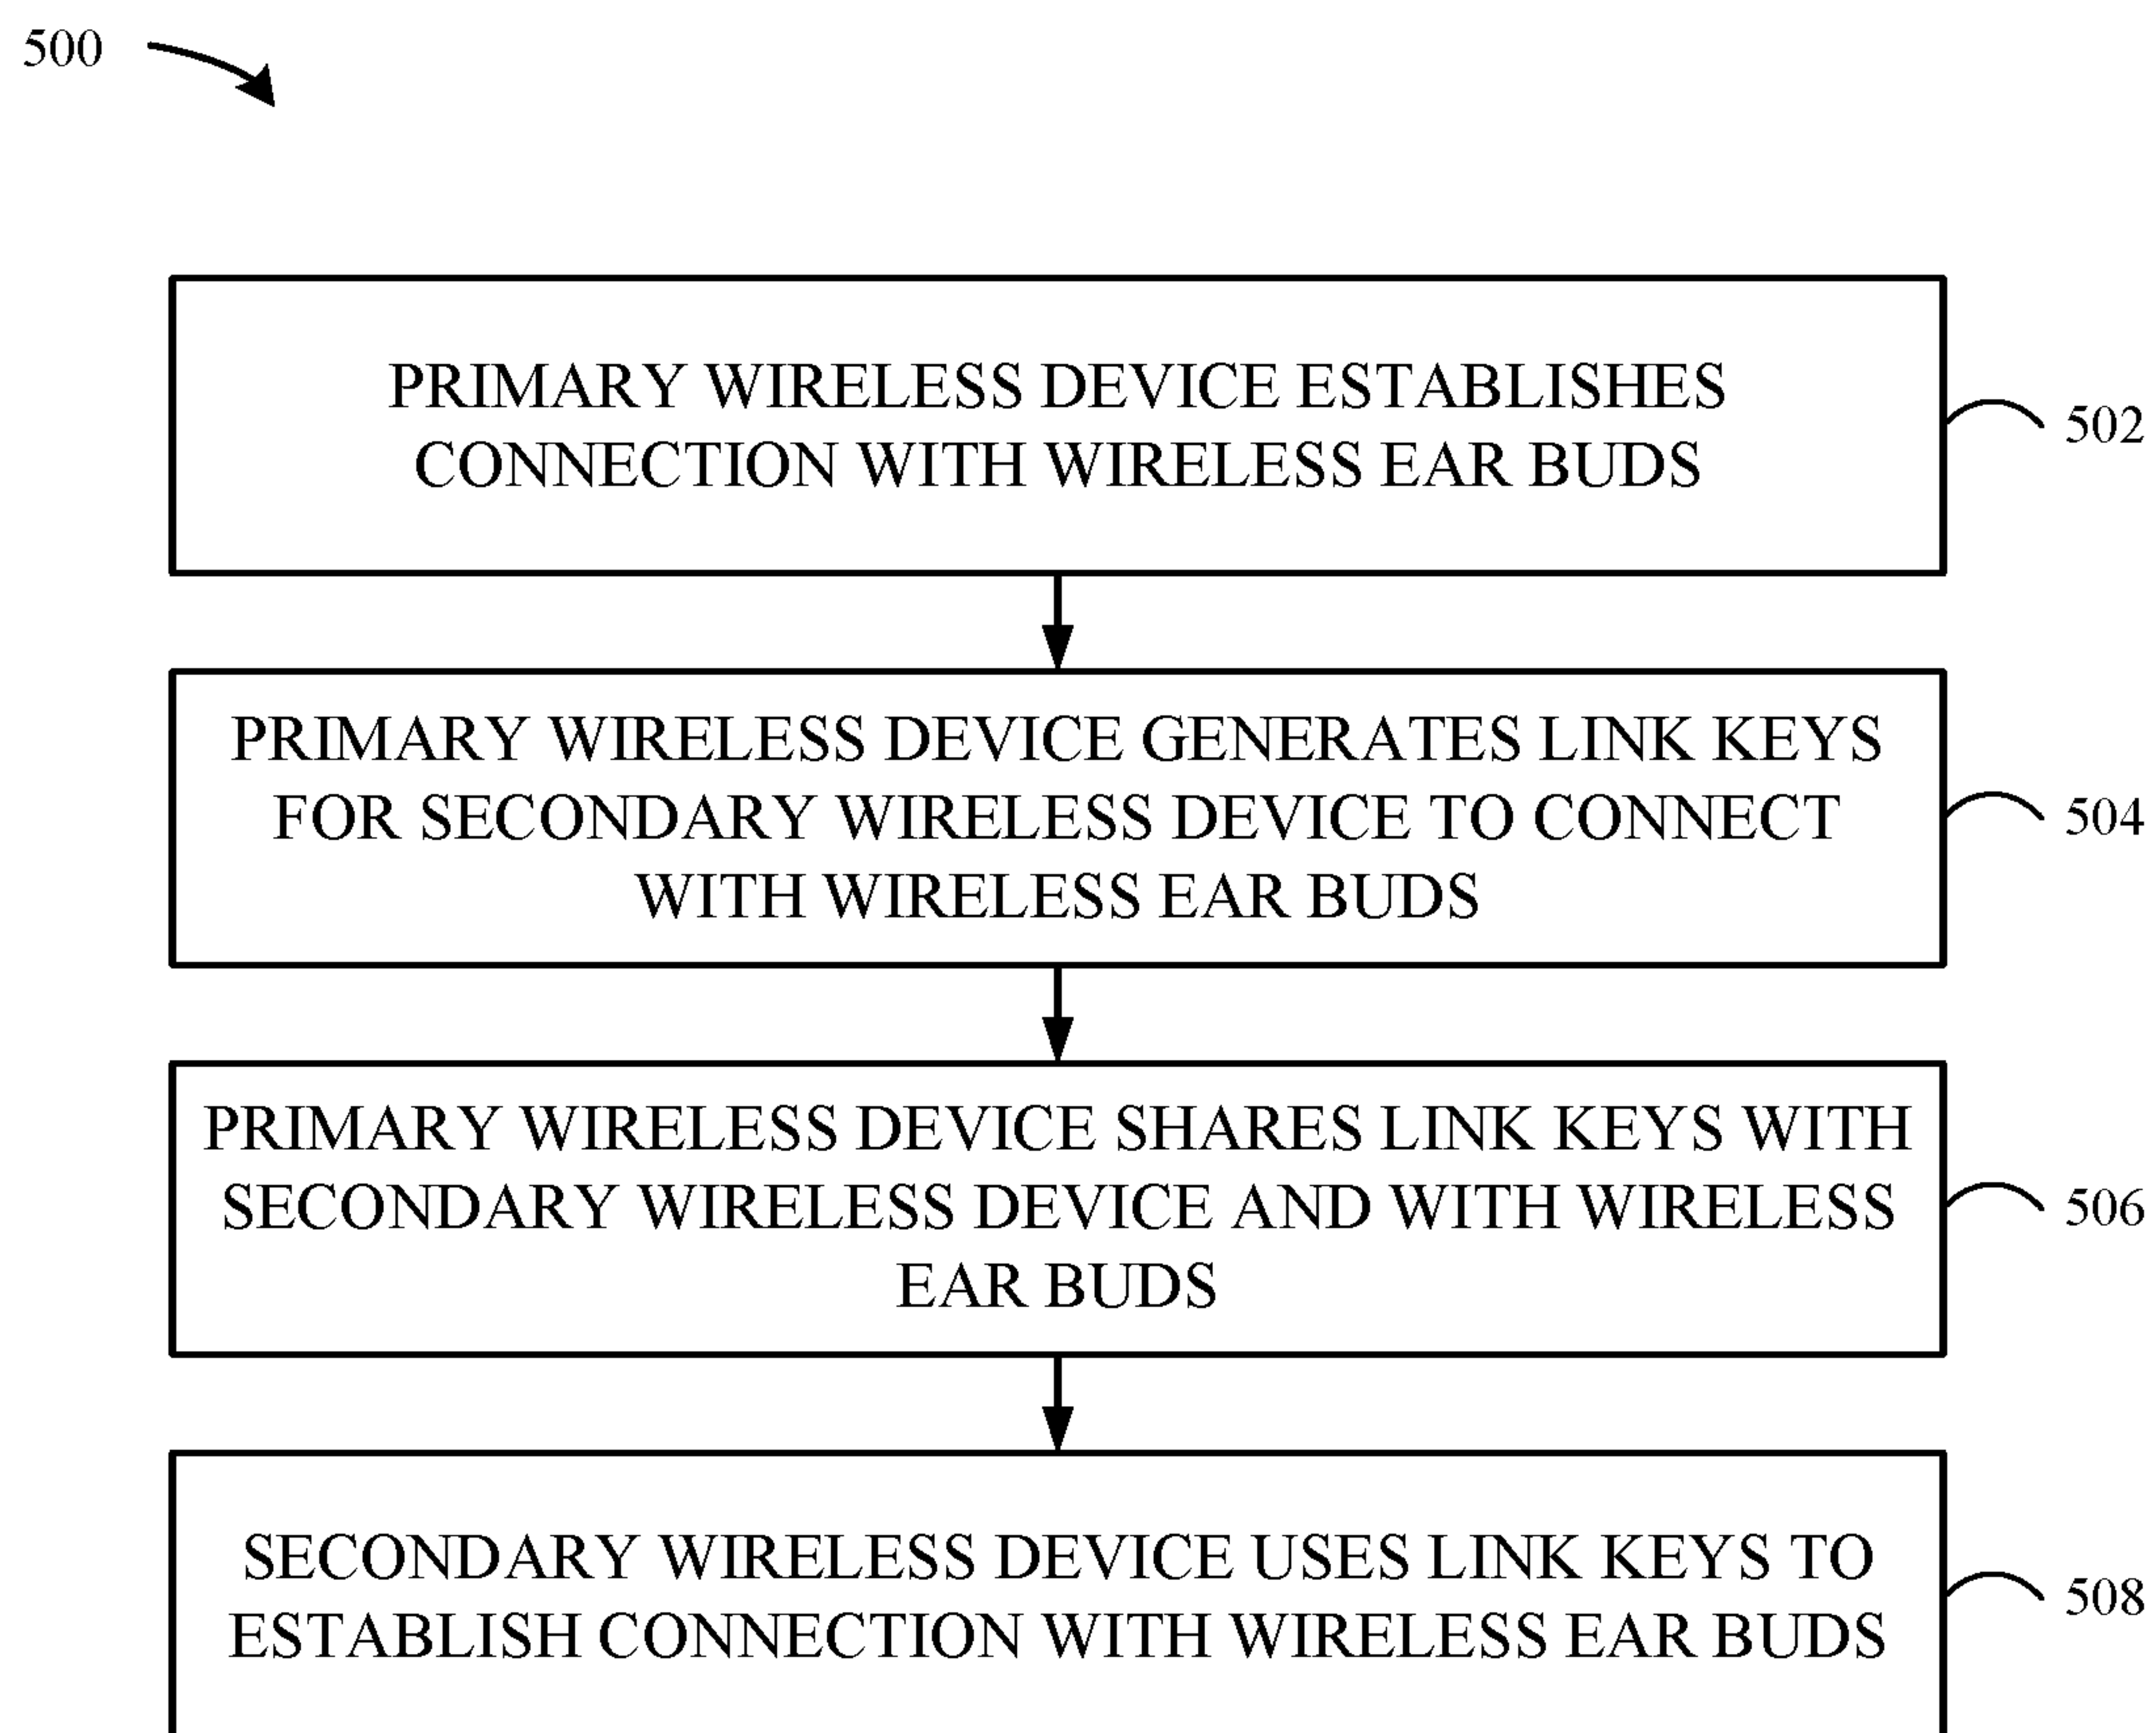 500
PRIMARY WIRELESS DEVICE ESTABLISHES
CONNECTION WITH WIRELESS EAR BUDS
502
PRIMARY WIRELESS DEVICE GENERATES LINK KEYS
FOR SECONDARY WIRELESS DEVICE TO CONNECT
WITH WIRELESS EAR BUDS
504
PRIMARY WIRELESS DEVICE SHARES LINK KEYS WITH
SECONDARY WIRELESS DEVICE AND WITH WIRELESS
EAR BUDS
506
SECONDARY WIRELESS DEVICE USES LINK KEYS TO
ESTABLISH CONNECTION WITH WIRELESS EAR BUDS
508